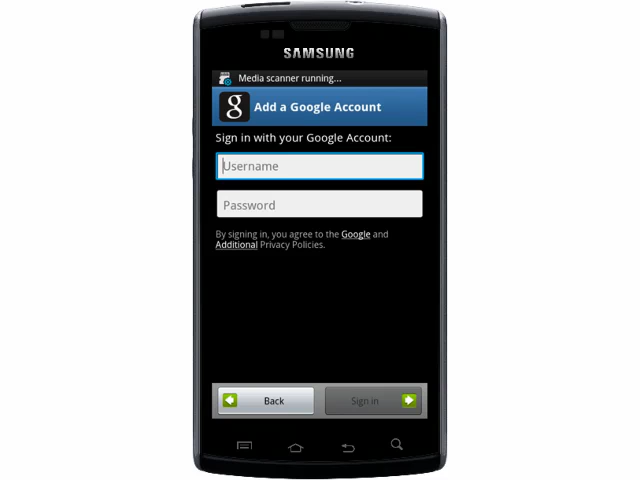 SAMSUNG
Media scanner running...
g Add a Google Account
Sign in with your Google Account:
Username
Password
By signing in, you agree to the Google and
Additional Privacy Policies.
Back Sign in